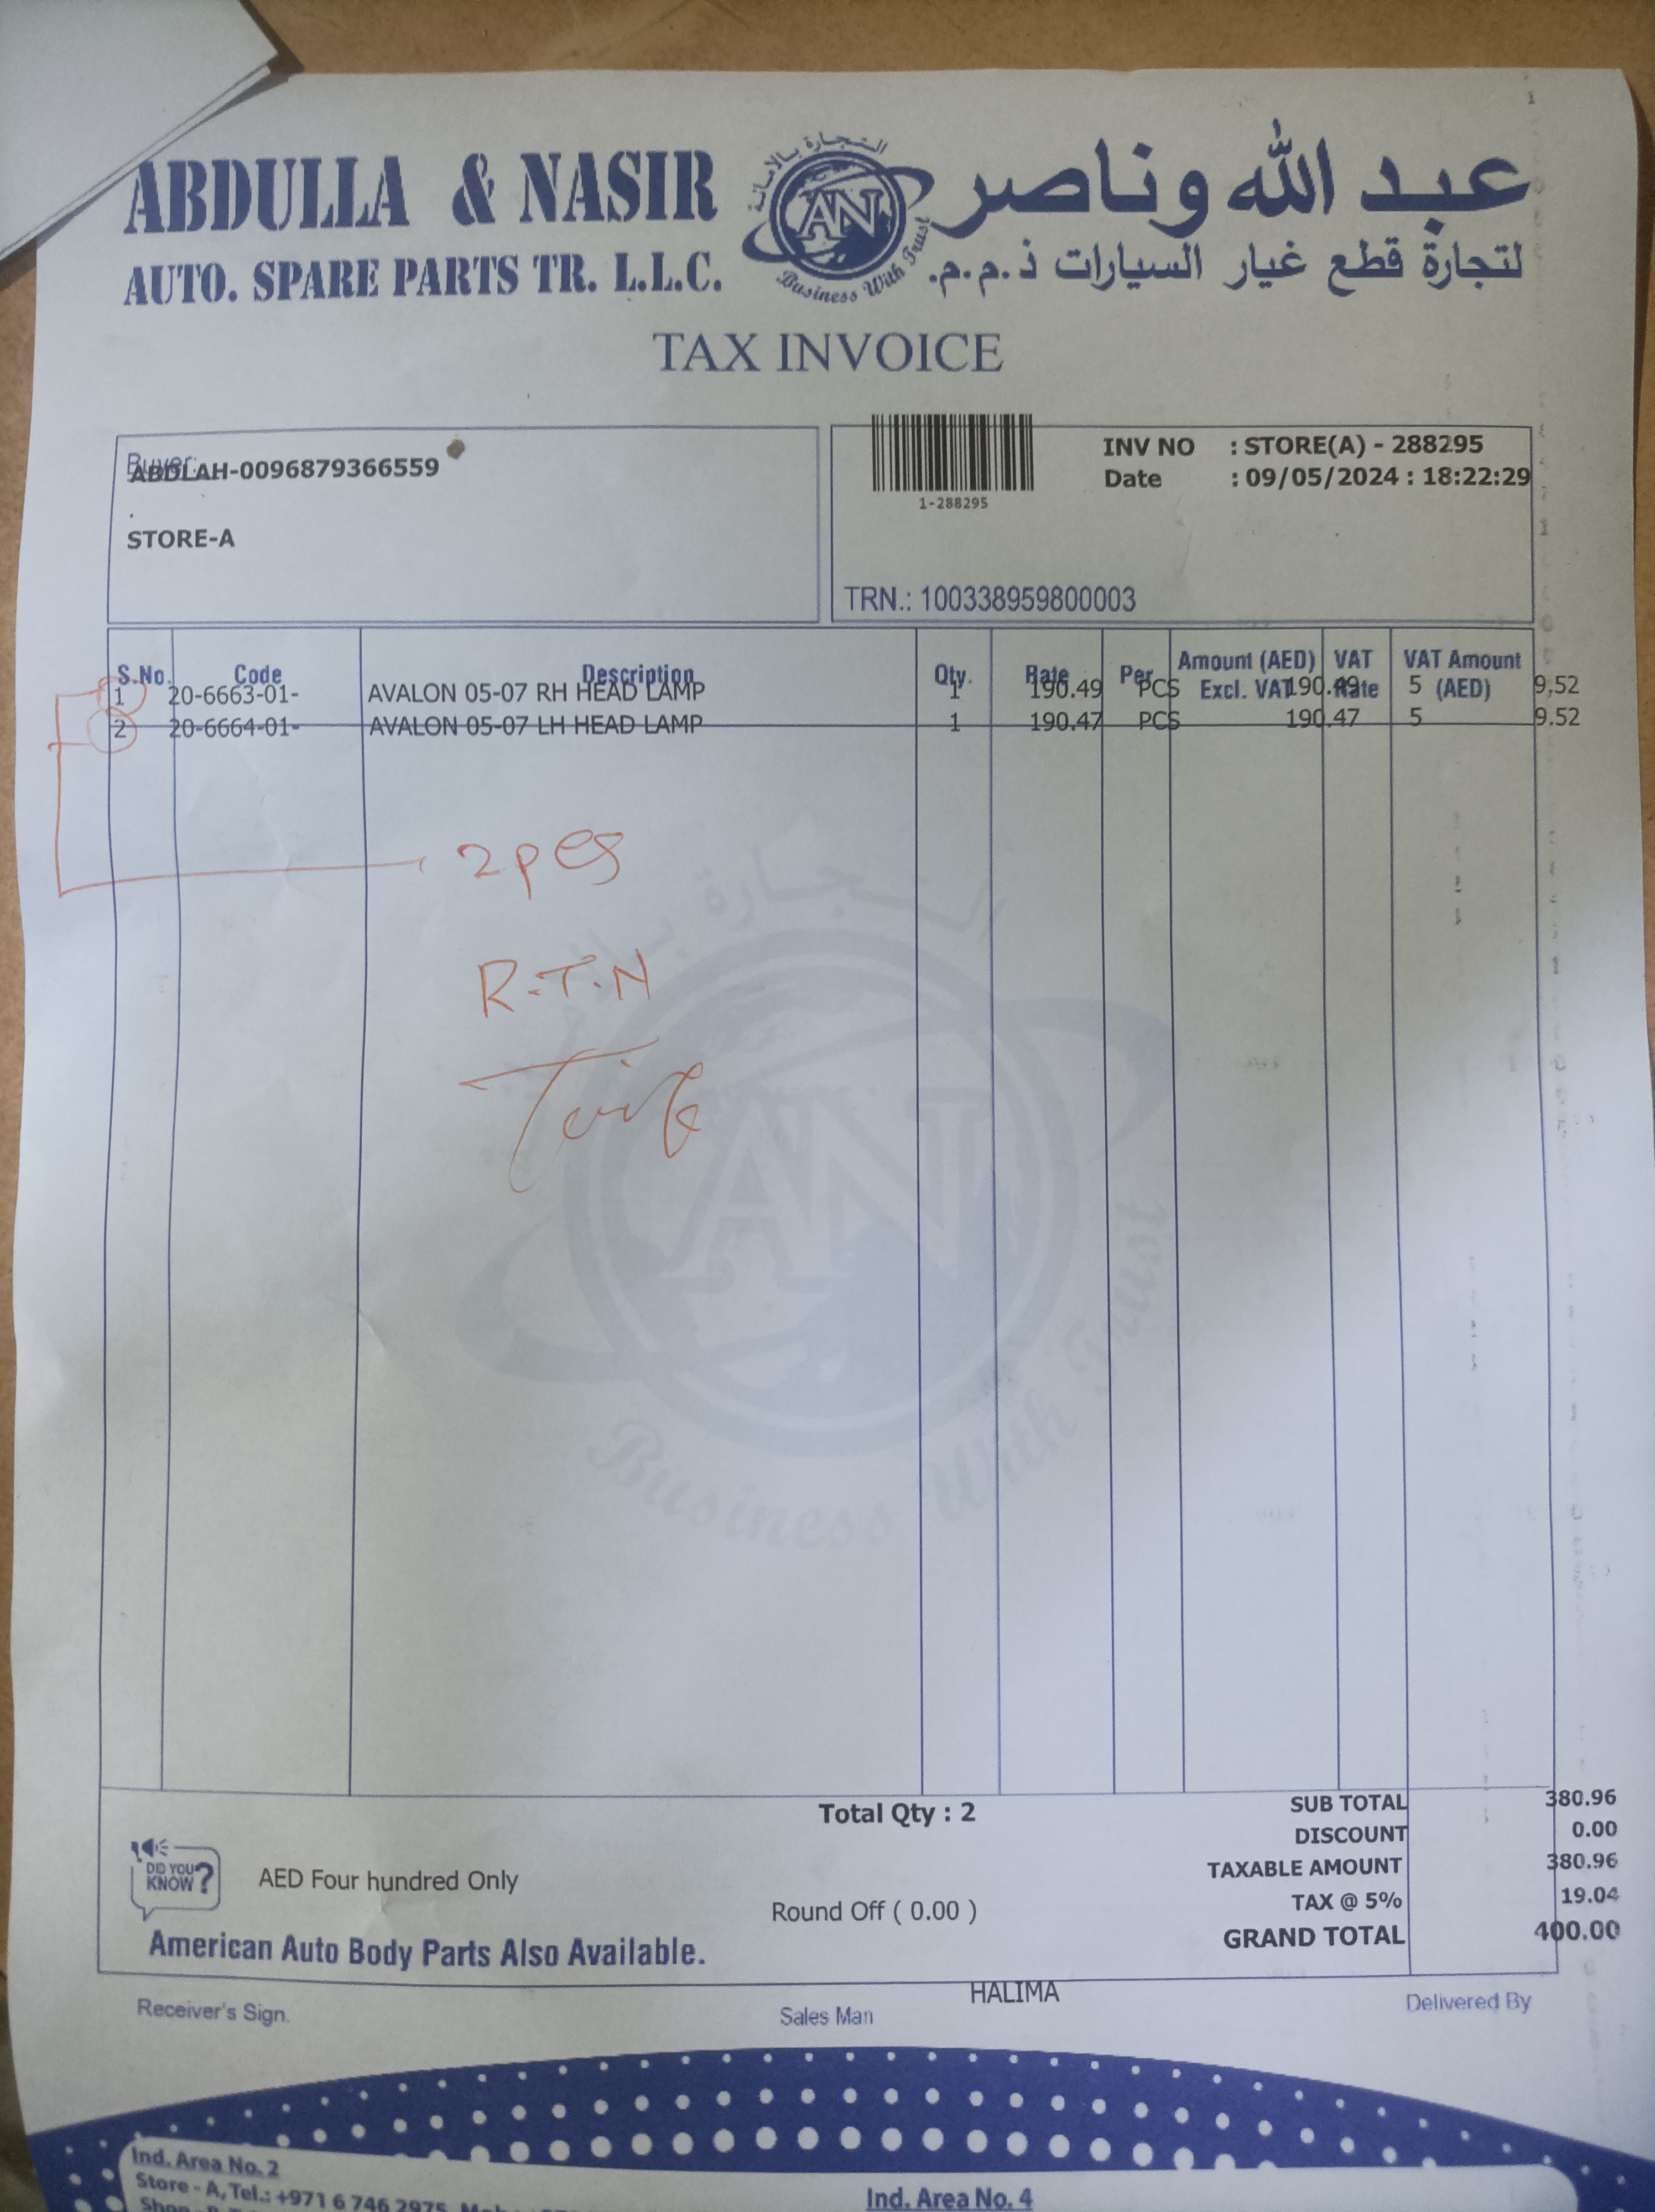 ABDULLA & NASIR
AUTO. SPARE PARTS TR. L.L.C.
التجارة بالامانة
AN
Business With Trust
عبد الله وناصر
لتجارة قطع غيار السيارات ذ.م.م.
TAX INVOICE
Buyer:
ABDLAH-0096879366559
.
STORE-A
1-288295
INV NO : STORE(A) - 288295
Date : 09/05/2024 : 18:22:29
TRN.: 100338959800003
S.No. Code Description Qty. Rate Per Amount (AED) Excl. VAT VAT Rate VAT Amount (AED)
1 20-6663-01- AVALON 05-07 RH HEAD LAMP 1 190.49 PCS 190.49 5 9.52
2 20-6664-01- AVALON 05-07 LH HEAD LAMP 1 190.47 PCS 190.47 5 9.52
2pcs
R.T.N
AN
Business With Trust
Total Qty : 2
SUB TOTAL 380.96
DISCOUNT 0.00
TAXABLE AMOUNT 380.96
TAX @ 5% 19.04
GRAND TOTAL 400.00
DID YOU KNOW ?
AED Four hundred Only
Round Off ( 0.00 )
American Auto Body Parts Also Available.
Receiver's Sign.
HALIMA
Sales Man
Delivered By
Ind. Area No. 2
Store - A, Tel.: +971 6 746 2975
Ind. Area No. 4